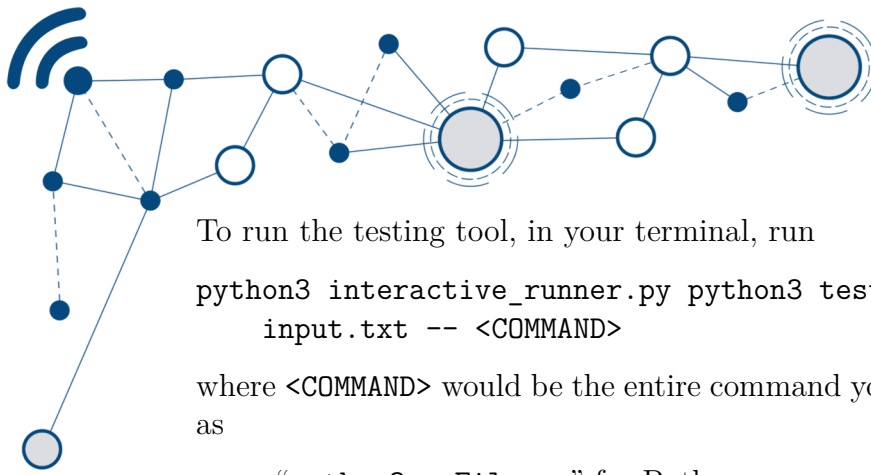 To run the testing tool, in your terminal, run
python3 interactive_runner.py python3
input.txt -- <COMMAND>
where <COMMAND> would be the entire command
as
for